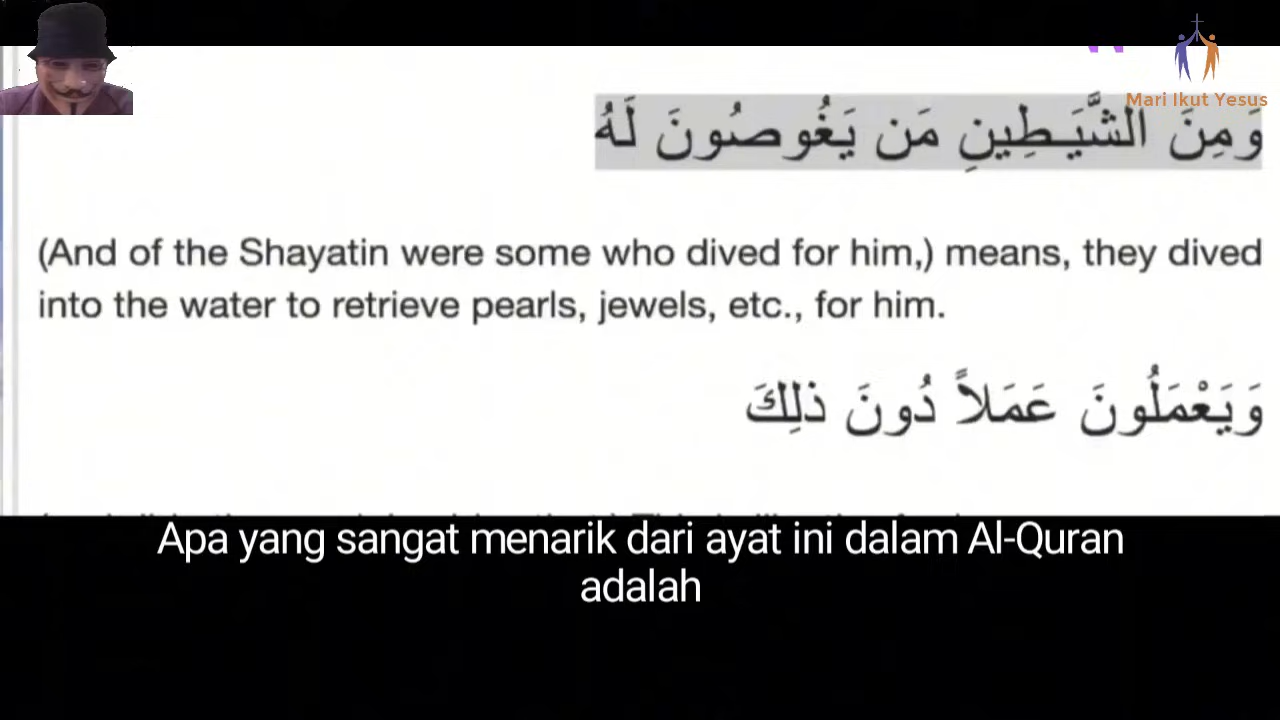 Mari Ikut Yesus
وَمِنَ الشَّيَـطِينِ مَن يَغُوصُونَ لَهُ
(And of the Shayatin were some who dived for him,) means, they dived
into the water to retrieve pearls, jewels, etc., for him.
وَيَعْمَلُونَ عَمَلاً دُونَ ذلِكَ
Apa yang sangat menarik dari ayat ini dalam Al-Quran
adalah